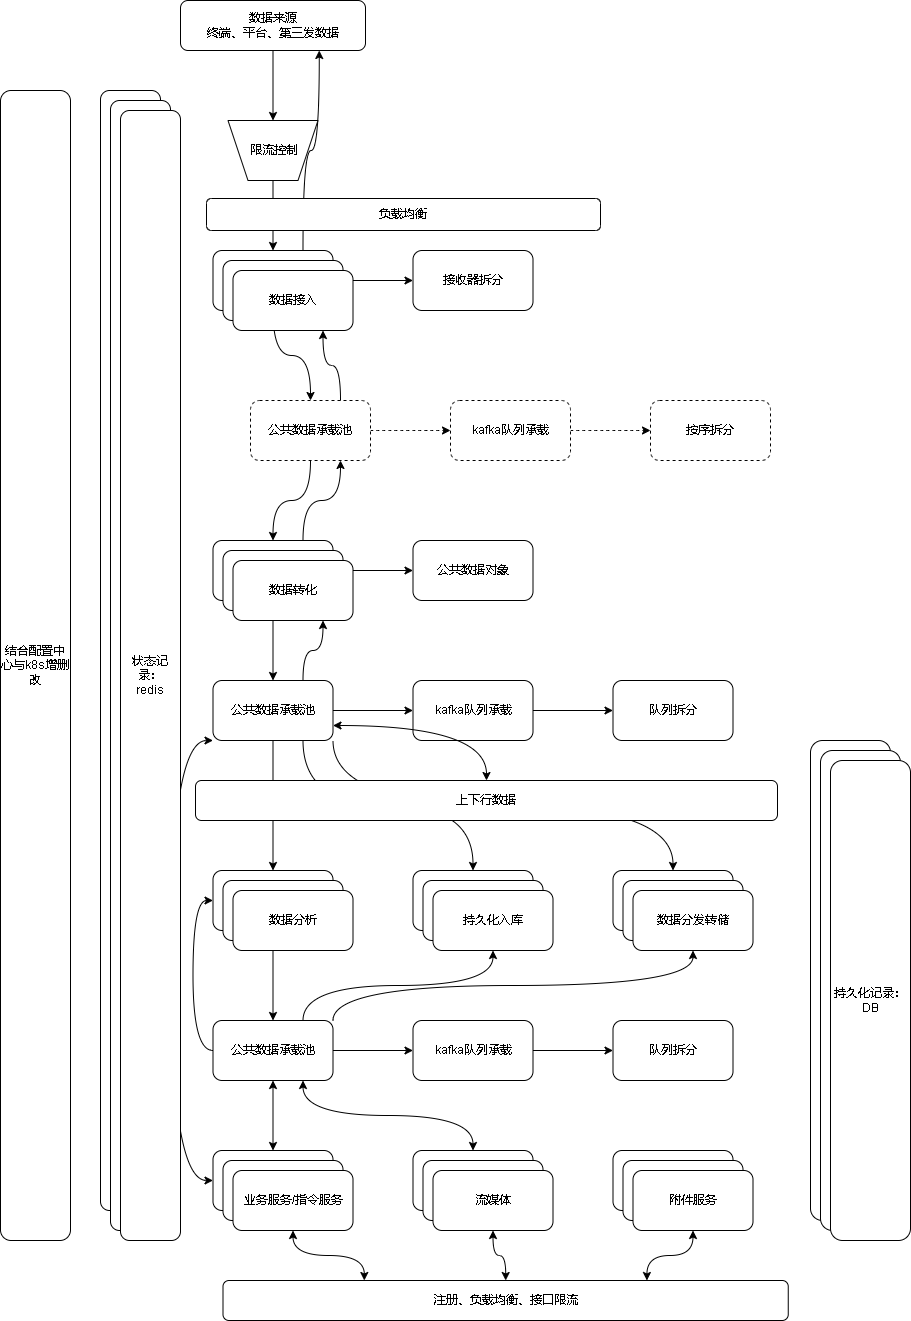 数据来源
终端、平台、第三发数据
限流控制
负载均衡
数据接入
接收器拆分
公共数据承载池
kafka队列承载
按序拆分
数据转化
公共数据对象
结合配置中
心与k8s增删
改
状态记
录：
redis
公共数据承载池
kafka队列承载
队列拆分
上下行数据
数据分析
持久化入库
数据分发转储
持久化记录：
DB
公共数据承载池
kafka队列承载
队列拆分
业务服务/指令服务
流媒体
附件服务
注册、负载均衡、接口限流